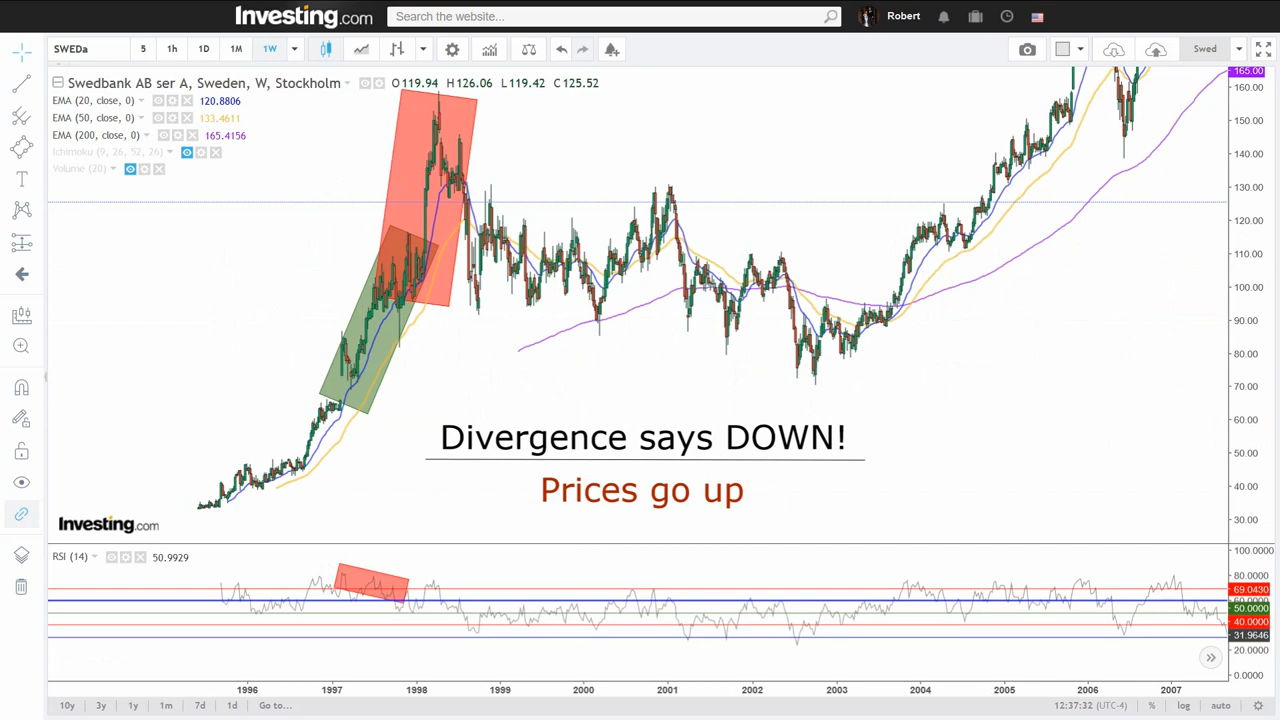 Investing.com
Search the website...
Robert
SWEDa
5
1h
1D
1M
1W
Swed
Swedbank AB ser A, Sweden, W, Stockholm
O119.94 H126.06 L119.42 C125.52
EMA (20, close, 0) 120.8806
EMA (50, close, 0) 133.4611
EMA (200, close, 0) 165.4156
Ichimoku (9, 26, 52, 26)
Volume (20)
165.00
160.00
150.00
140.00
130.00
120.00
110.00
100.00
90.00
80.00
70.00
60.00
50.00
40.00
30.00
Divergence says DOWN!
Prices go up
Investing.com
RSI (14) 50.9929
100.0000
80.0000
69.0430
60.0000
50.0000
40.0000
31.9646
20.0000
0.0000
1996 1997 1998 1999 2000 2001 2002 2003 2004 2005 2006 2007
10y 3y 1y 1m 7d 1d Go to...
12:37:32 (UTC-4) % log auto